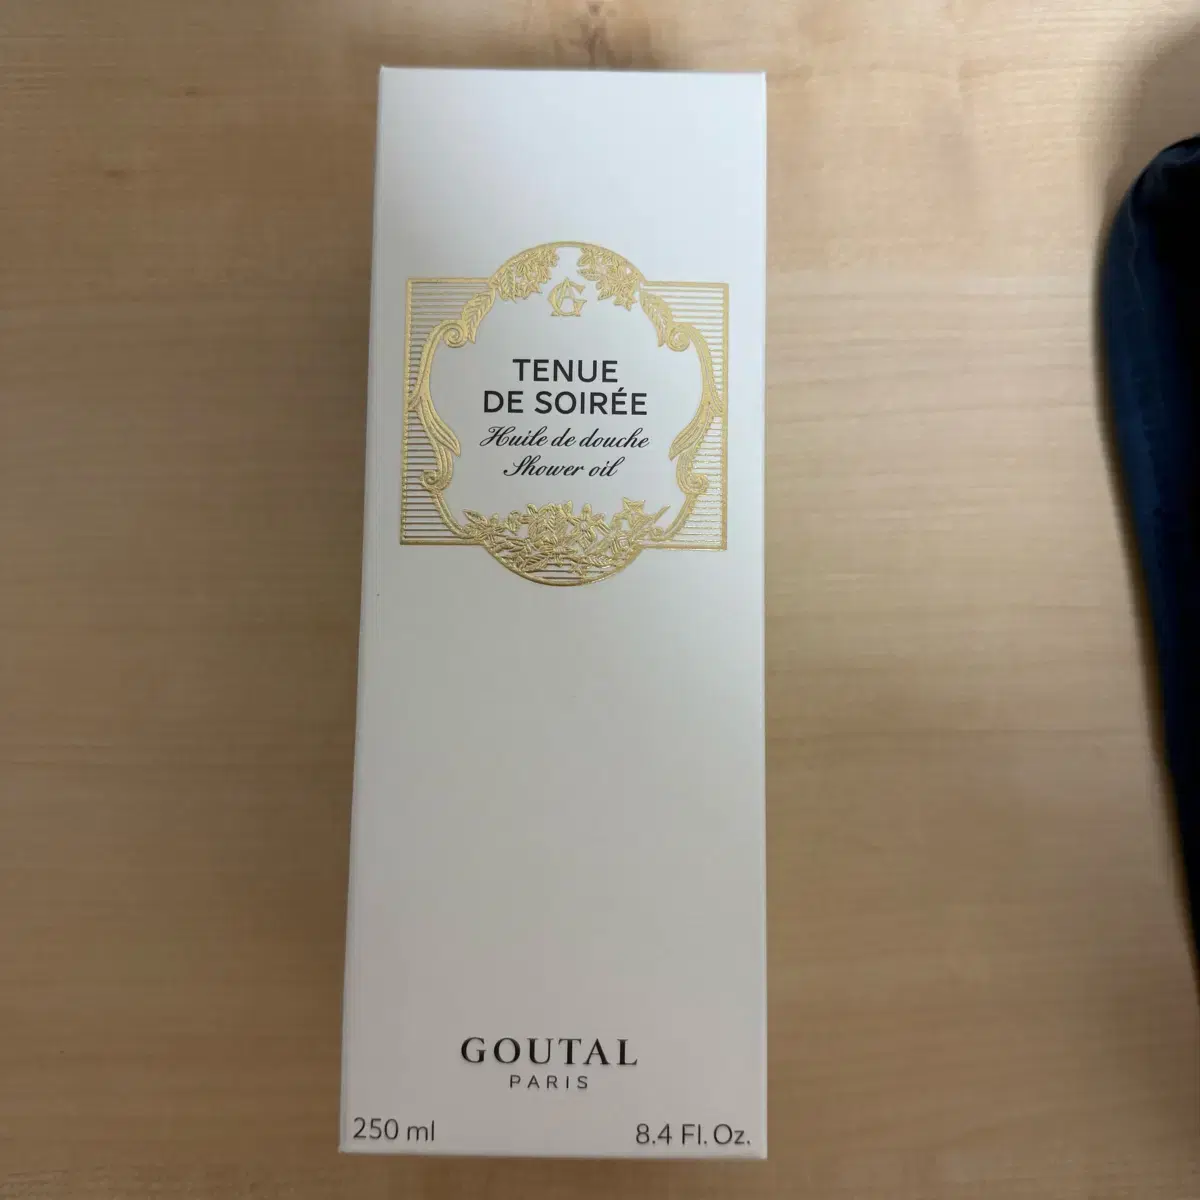 G
TENUE
DE SOIRÉE
Huile de douche
Shower oil
GOUTAL
PARIS
250 ml
8.4 Fl. Oz.